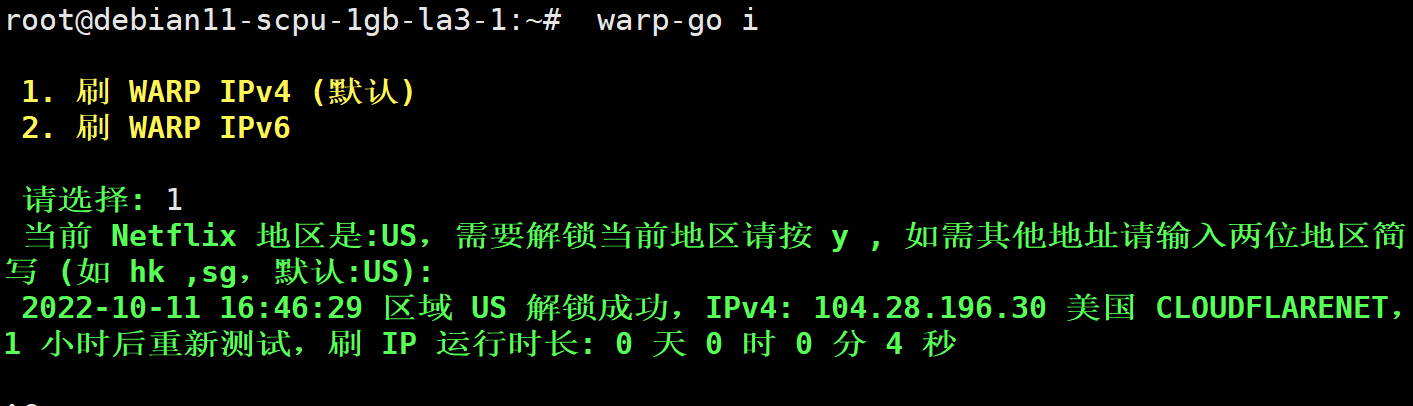 root@debian11-scpu-1gb-la3-1:~#  warp-go i
1. 刷 WARP IPv4 (默认)
2. 刷 WARP IPv6
请选择: 1
当前 Netflix 地区是:US，需要解锁当前地区请按 y , 如需其他地址请输入两位地区简
写 (如 hk ,sg，默认:US):
2022-10-11 16:46:29 区域 US 解锁成功，IPv4: 104.28.196.30 美国 CLOUDFLARENET，
1 小时后重新测试，刷 IP 运行时长: 0 天 0 时 0 分 4 秒